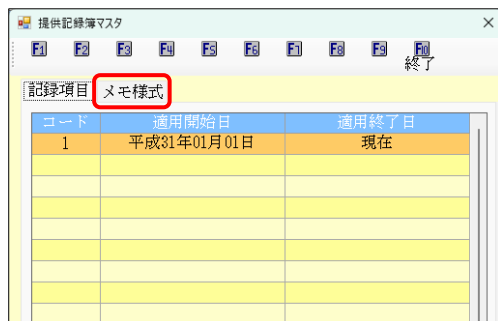 提供記録簿マスタ
F1 F2 F3 F4 F5 F6 F7 F8 F9 F10
終了
記録項目 メモ様式
コード 適用開始日 適用終了日
1 平成31年01月01日 現在